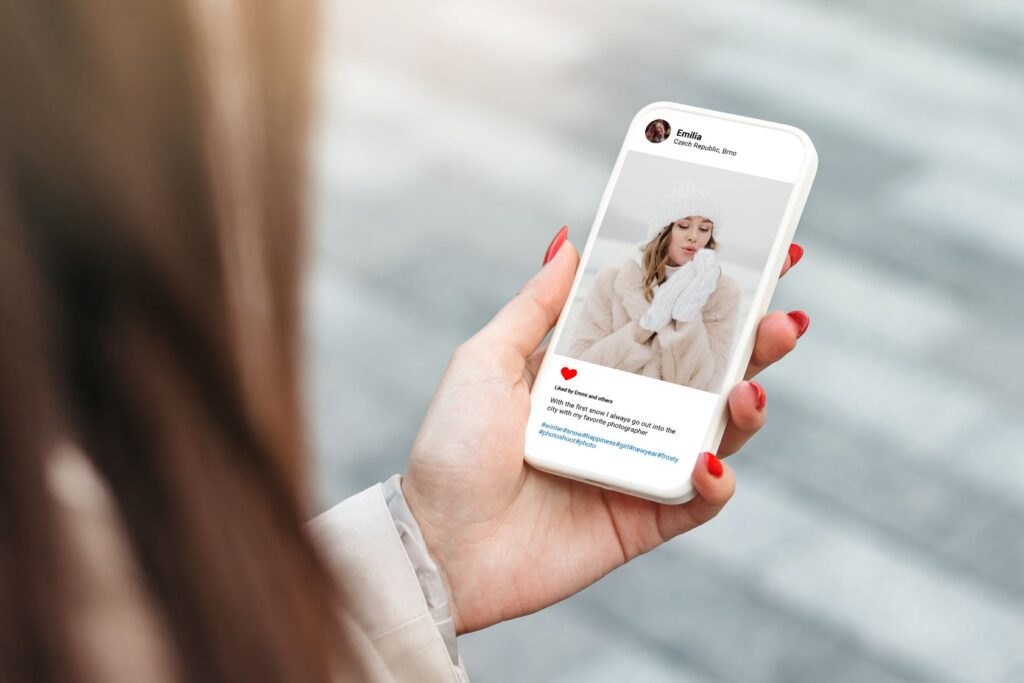 Emilia
Czech Republic, Brno
Liked by Emmi and others
With the first snow I always go out into the
city with my favorite photographer
#winter#snow#happiness#girl#newyear#frosty
#photoshoot#photo